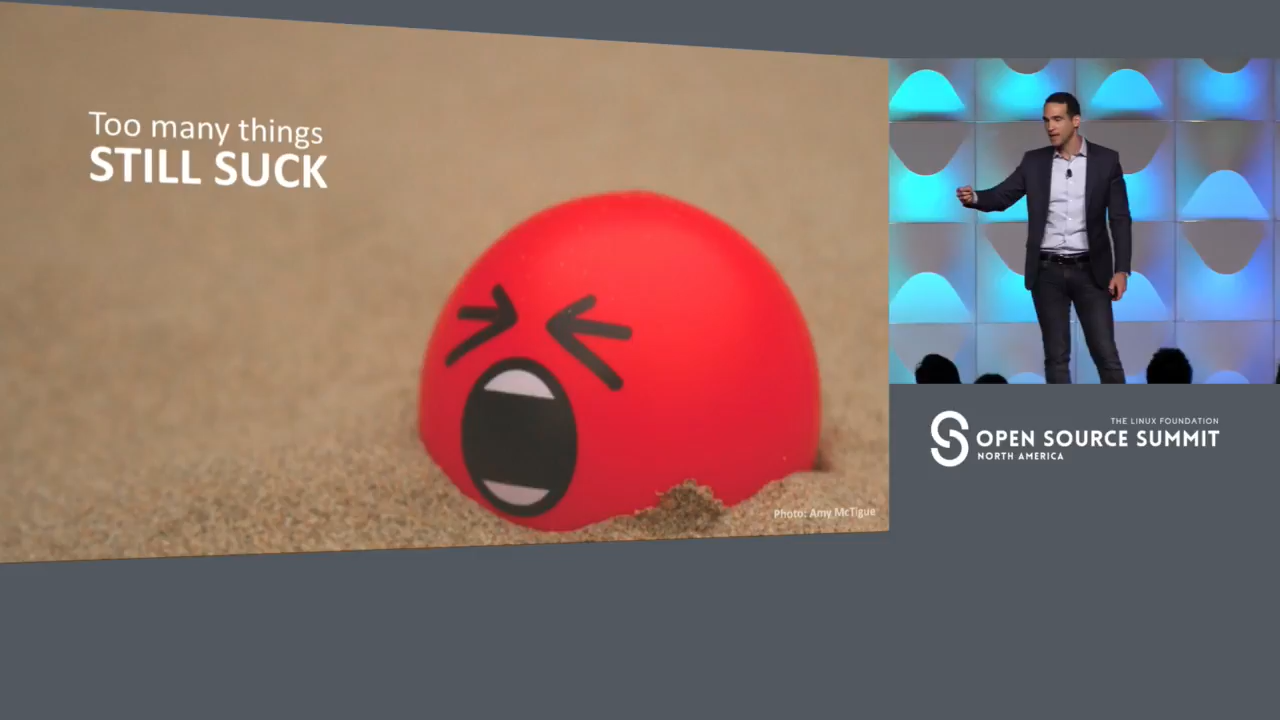 Too many things
STILL SUCK
Photo: Amy McTigue
THE LINUX FOUNDATION
OPEN SOURCE SUMMIT
NORTH AMERICA